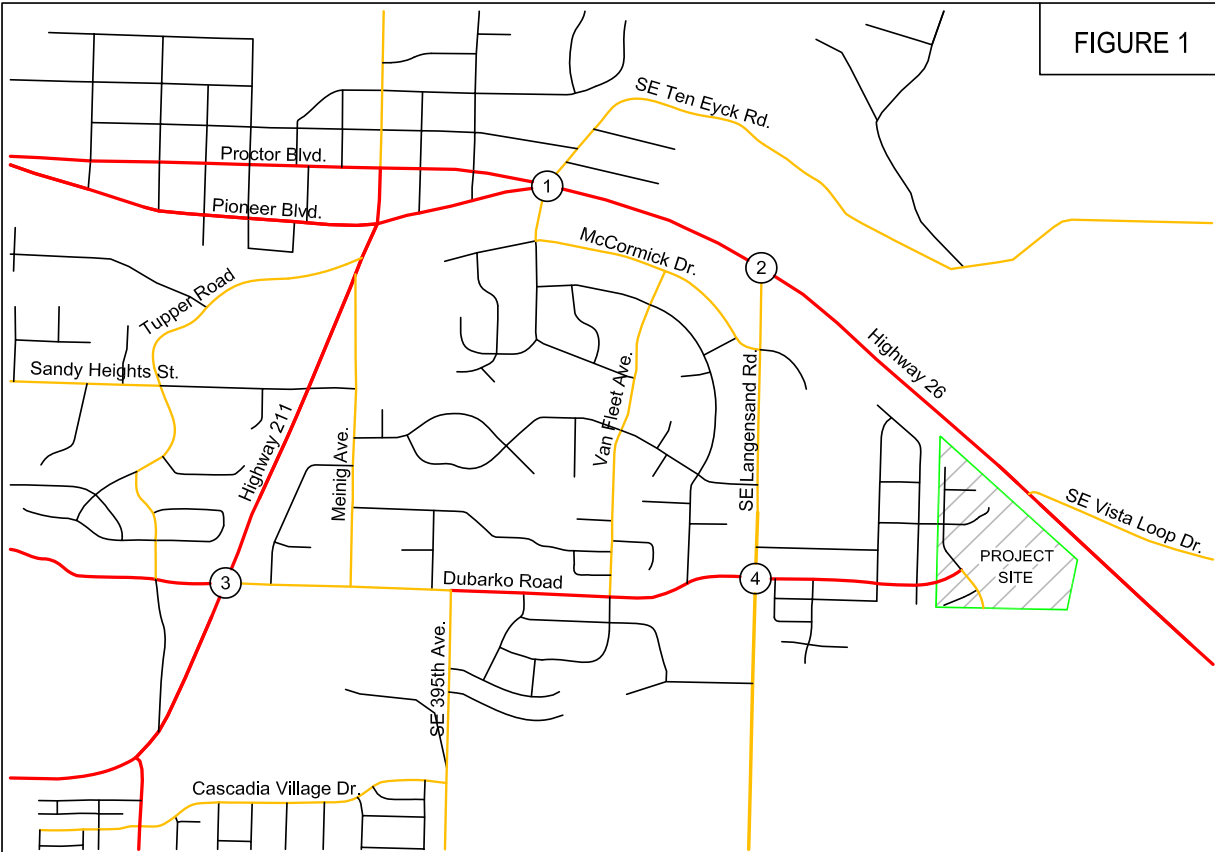 FIGURE 1
SE Ten Eyck Rd.
Proctor Blvd.
1
Pioneer Blvd.
McCormick Dr.
2
Tupper Road
Highway 26
Sandy Heights St.
Highway 211
Meinig Ave.
Van Fleet Ave.
SE Langensand Rd.
SE Vista Loop Dr.
PROJECT
SITE
3
Dubarko Road
4
SE 395th Ave.
Cascadia Village Dr.